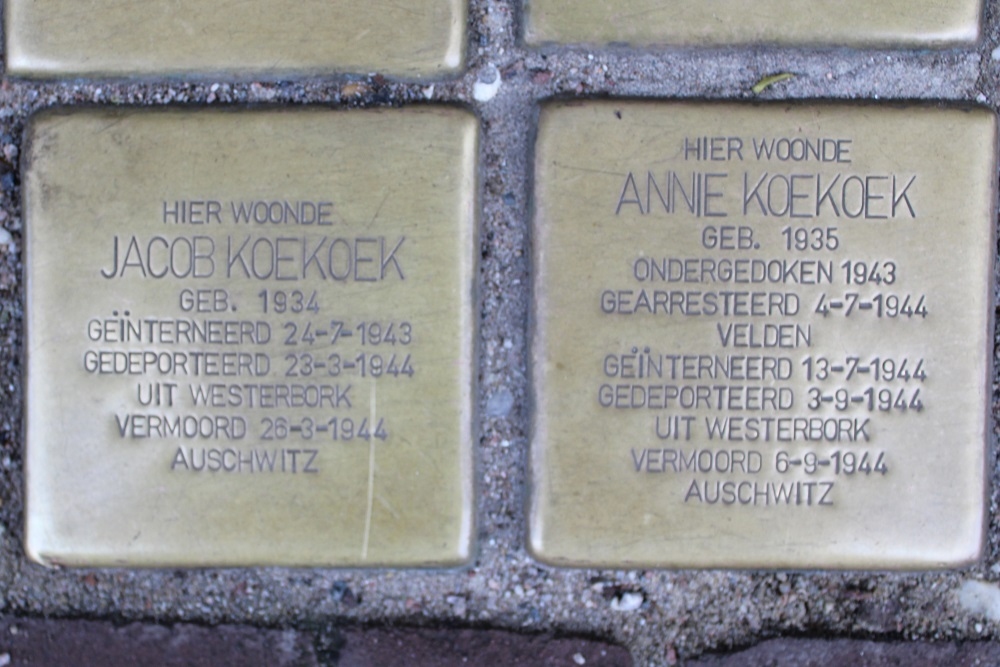 HIER WOONDE
JACOB KOEKOEK
GEB. 1934
GEÏNTERNEERD 24-7-1943
GEDEPORTEERD 23-3-1944
UIT WESTERBORK
VERMOORD 26-3-1944
AUSCHWITZ
HIER WOONDE
ANNIE KOEKOEK
GEB. 1935
ONDERGEDOKEN 1943
GEARRESTEERD 4-7-1944
VELDEN
GEÏNTERNEERD 13-7-1944
GEDEPORTEERD 3-9-1944
UIT WESTERBORK
VERMOORD 6-9-1944
AUSCHWITZ